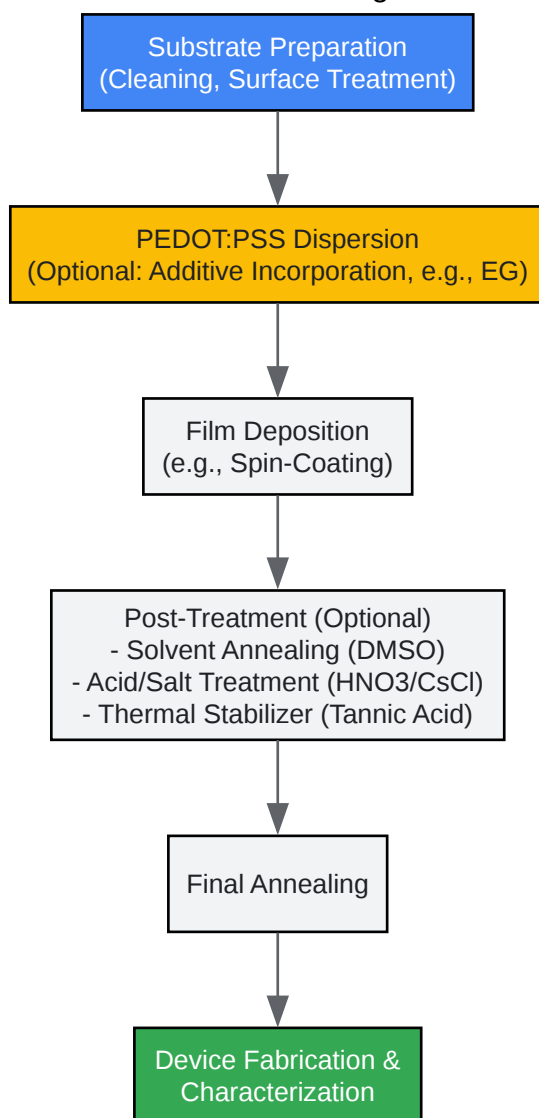 Substrate Preparation
(Cleaning, Surface Treatment)
PEDOT:PSS Dispersion
(Optional: Additive Incorporation, e.g., EG)
Film Deposition
(e.g., Spin-Coating)
Post-Treatment (Optional)
- Solvent Annealing (DMSO)
- Acid/Salt Treatment (HNO3/CsCl)
- Thermal Stabilizer (Tannic Acid)
Final Annealing
Device Fabrication &
Characterization